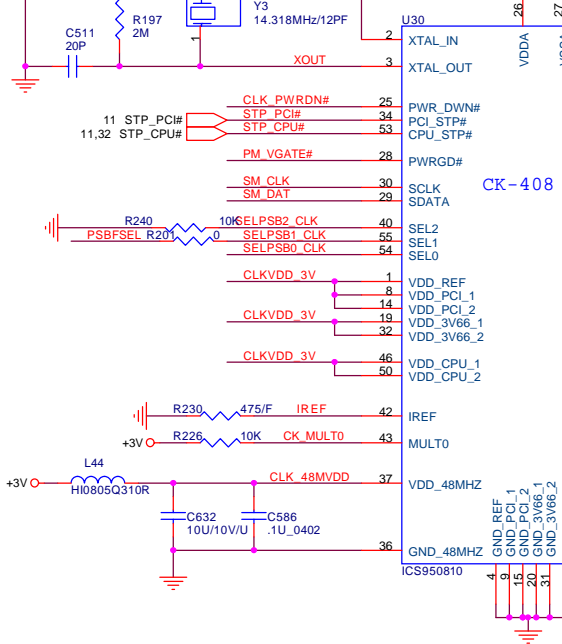 C511
20P
R197
2M
Y3
14.318MHz/12PF
1
26
27
U30
VDDA
2
XTAL_IN
XOUT
3
XTAL_OUT
CLK_PWRDN#
25
PWR_DWN#
11 STP_PCI#
STP_PCI#
34
PCI_STP#
11,32 STP_CPU#
STP_CPU#
53
CPU_STP#
PM_VGATE#
28
PWRGD#
SM_CLK
30
SCLK
CK-408
SM_DAT
29
SDATA
R240
10K
SELPSB2_CLK
40
SEL2
PSBFSEL
R201
0
SELPSB1_CLK
55
SEL1
SELPSB0_CLK
54
SEL0
CLKVDD_3V
1
VDD_REF
8
VDD_PCI_1
14
VDD_PCI_2
CLKVDD_3V
19
VDD_3V66_1
32
VDD_3V66_2
CLKVDD_3V
46
VDD_CPU_1
50
VDD_CPU_2
R230
475/F
IREF
42
IREF
+3V
R226
10K
CK_MULT0
43
MULT0
L44
+3V
HI0805Q310R
CLK_48MVDD
37
VDD_48MHZ
C632
10U/10V/U
C586
.1U_0402
36
GND_48MHZ
GND_REF
GND_PCI_1
GND_PCI_2
GND_3V66_1
GND_3V66_2
ICS950810
4
9
15
20
31